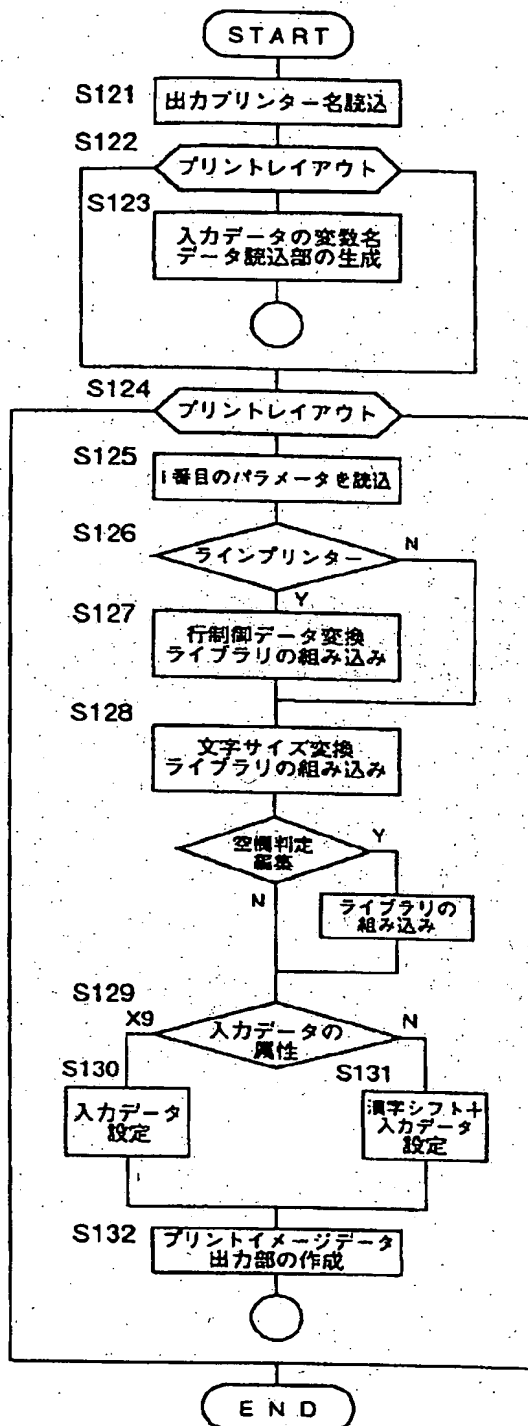 START
S121
出力プリンター名読込
S122
プリントレイアウト
S123
入力データの変数名
データ読込部の生成
S124
プリントレイアウト
S125
1番目のパラメータを読込
S126
ラインプリンター
N
Y
S127
行制御データ変換
ライブラリの組み込み
S128
文字サイズ変換
ライブラリの組み込み
空欄判定
編集
Y
N
ライブラリの
組み込み
S129
X9
入力データの
属性
N
S130
入力データ
設定
S131
漢字シフト+
入力データ
設定
S132
プリントイメージデータ
出力部の作成
END